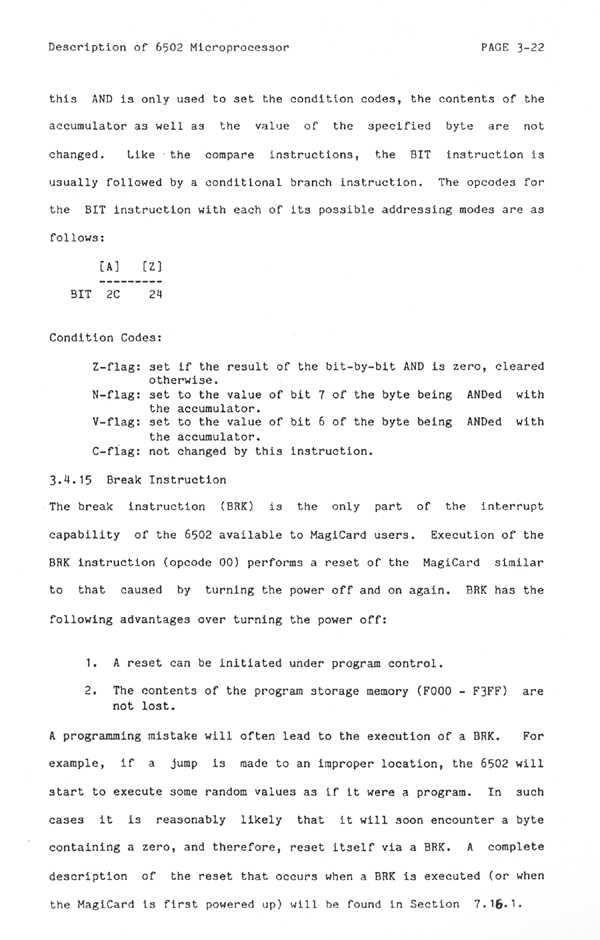 Description of 6502 Microprocessor PAGE 3-22
this AND is only used to set the condition codes, the contents of the
accumulator as well as the value of the specified byte are not
changed. Like the compare instructions, the BIT instruction is
usually followed by a conditional branch instruction. The opcodes for
the BIT instruction with each of its possible addressing modes are as
follows:
[A] [Z]
---------
BIT 2C 24
Condition Codes:
Z-flag: set if the result of the bit-by-bit AND is zero, cleared
otherwise.
N-flag: set to the value of bit 7 of the byte being ANDed with
the accumulator.
V-flag: set to the value of bit 6 of the byte being ANDed with
the accumulator.
C-flag: not changed by this instruction.
3.4.15 Break Instruction
The break instruction (BRK) is the only part of the interrupt
capability of the 6502 available to MagiCard users. Execution of the
BRK instruction (opcode 00) performs a reset of the MagiCard similar
to that caused by turning the power off and on again. BRK has the
following advantages over turning the power off:
1. A reset can be initiated under program control.
2. The contents of the program storage memory (F000 - F3FF) are
not lost.
A programming mistake will often lead to the execution of a BRK. For
example, if a jump is made to an improper location, the 6502 will
start to execute some random values as if it were a program. In such
cases it is reasonably likely that it will soon encounter a byte
containing a zero, and therefore, reset itself via a BRK. A complete
description of the reset that occurs when a BRK is executed (or when
the MagiCard is first powered up) will be found in Section 7.16.1.